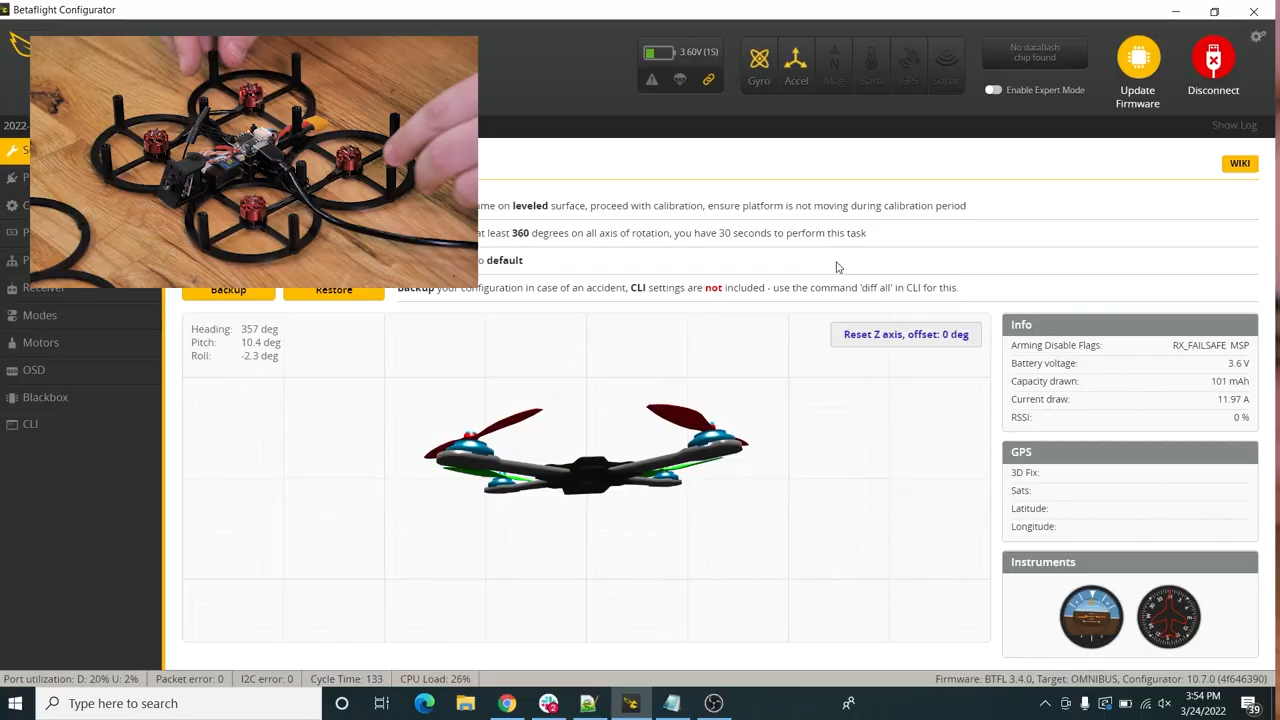 Betaflight Configurator
3.60V (1S)
Gyro
Accel
Mag
Baro
GPS
Sonar
No dataflash
chip found
Enable Expert Mode
Update
Firmware
Disconnect
2022-
Show Log
WIKI
ame on leveled surface, proceed with calibration, ensure platform is not moving during calibration period
at least 360 degrees on all axis of rotation, you have 30 seconds to perform this task
o default
Backup
Restore
Backup your configuration in case of an accident, CLI settings are not included - use the command 'diff all' in CLI for this.
S
P
C
P
P
Receiver
Modes
Motors
OSD
Blackbox
CLI
Heading: 357 deg
Pitch: 10.4 deg
Roll: -2.3 deg
Reset Z axis, offset: 0 deg
Info
Arming Disable Flags: RX_FAILSAFE MSP
Battery voltage: 3.6 V
Capacity drawn: 101 mAh
Current draw: 11.97 A
RSSI: 0 %
GPS
3D Fix:
Sats:
Latitude:
Longitude:
Instruments
Port utilization: D: 20% U: 2%
Packet error: 0
I2C error: 0
Cycle Time: 133
CPU Load: 26%
Firmware: BTFL 3.4.0, Target: OMNIBUS, Configurator: 10.7.0 (4f646390)
Type here to search
3:54 PM
3/24/2022
39